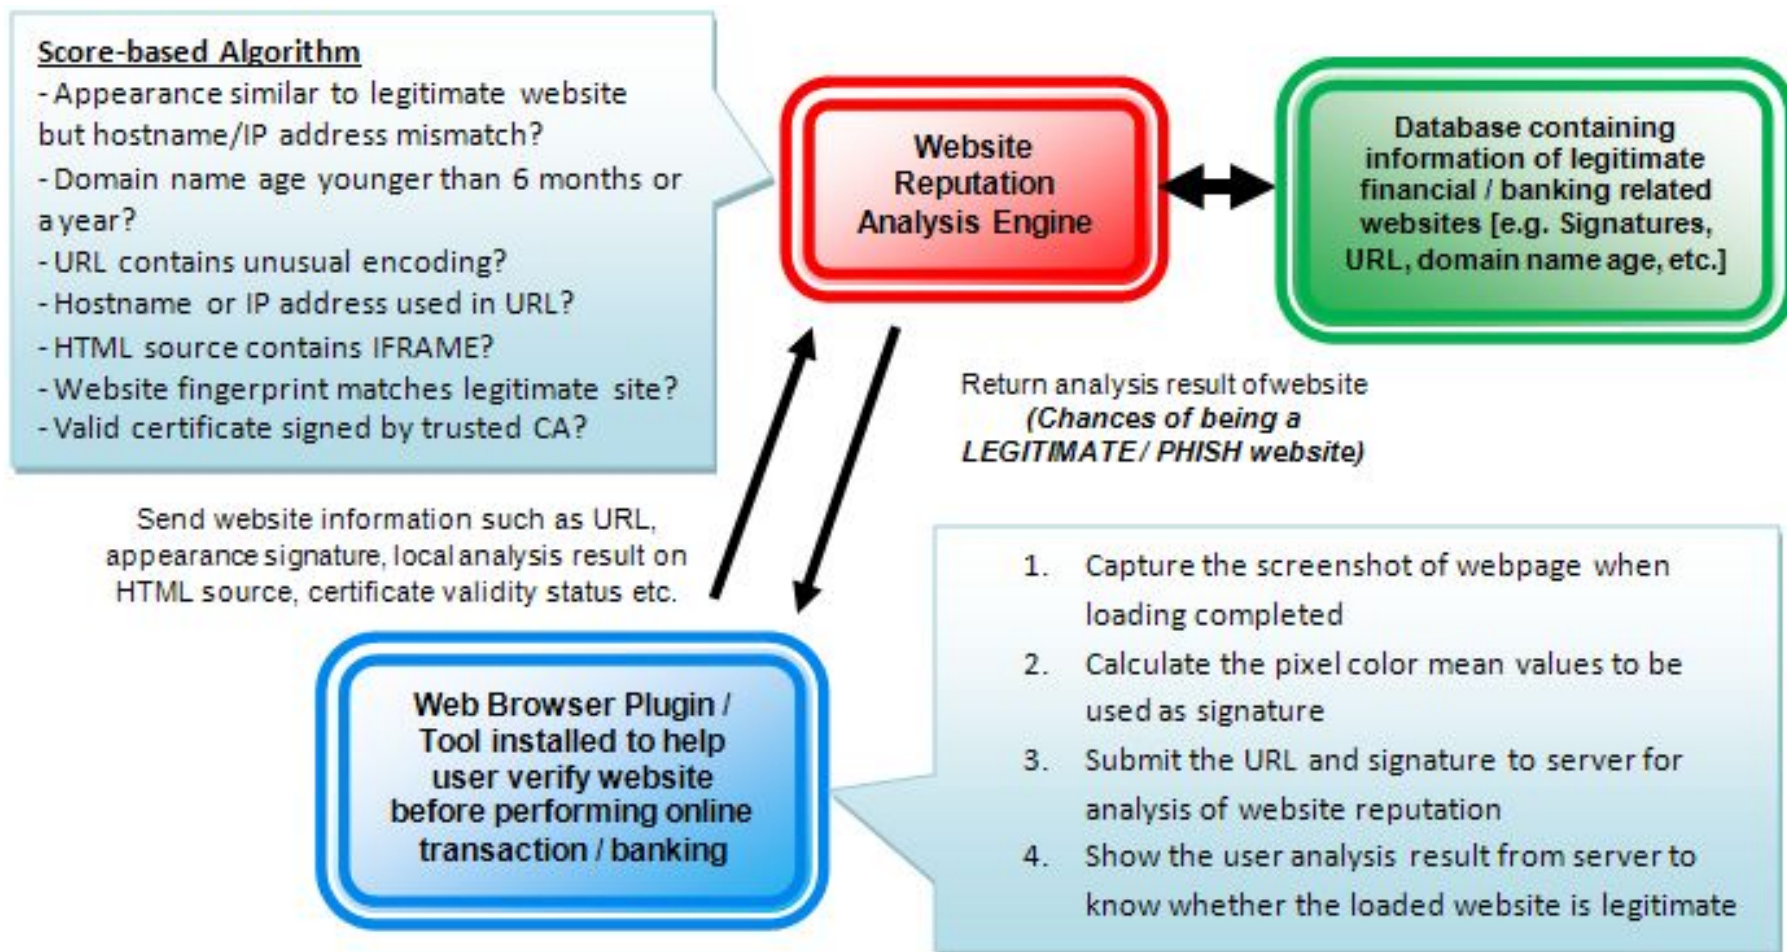 Score-based Algorithm
- Appearance similar to legitimate website
but hostname/IP address mismatch?
- Domain name age younger than 6 months or
a year?
- URL contains unusual encoding?
- Hostname or IP address used in URL?
- HTML source contains IFRAME?
- Website fingerprint matches legitimate site?
- Valid certificate signed by trusted CA?
Website
Reputation
Analysis Engine
Database containing
information of legitimate
financial / banking related
websites [e.g. Signatures,
URL, domain name age, etc.]
Return analysis result of website
(Chances of being a
LEGITIMATE / PHISH website)
Send website information such as URL,
appearance signature, local analysis result on
HTML source, certificate validity status etc.
Web Browser Plugin /
Tool installed to help
user verify website
before performing online
transaction / banking
1. Capture the screenshot of webpage when
loading completed
2. Calculate the pixel color mean values to be
used as signature
3. Submit the URL and signature to server for
analysis of website reputation
4. Show the user analysis result from server to
know whether the loaded website is legitimate